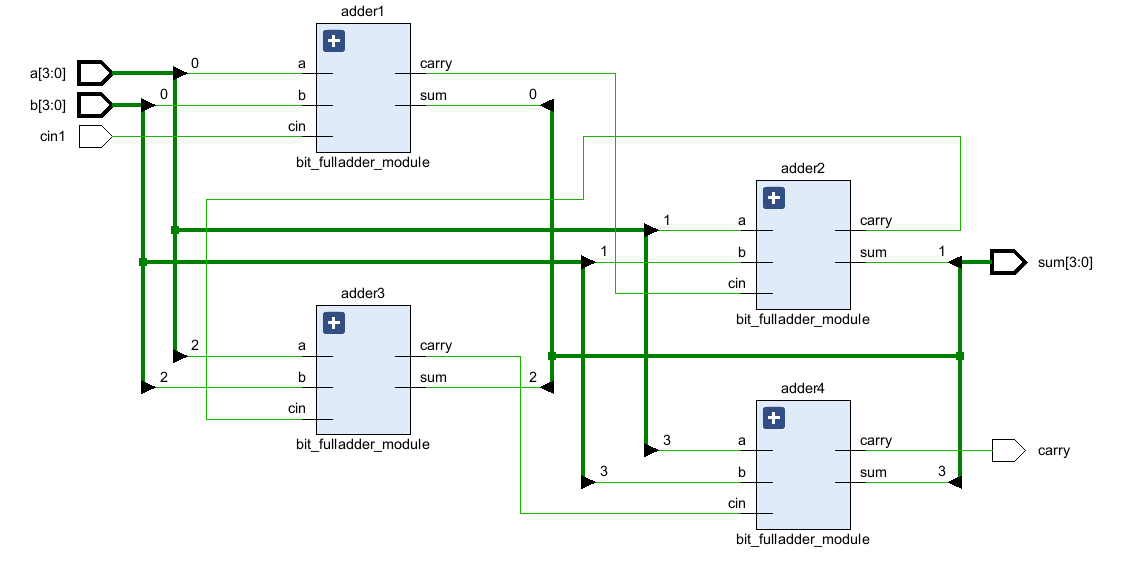 adder1
a[3:0]
0
a
carry
b[3:0]
0
b
sum
0
cin1
cin
bit_fulladder_module
adder2
1
a
carry
1
b
sum
1
sum[3:0]
cin
bit_fulladder_module
adder3
2
a
carry
2
b
sum
2
cin
bit_fulladder_module
adder4
3
a
carry
carry
3
b
sum
3
cin
bit_fulladder_module